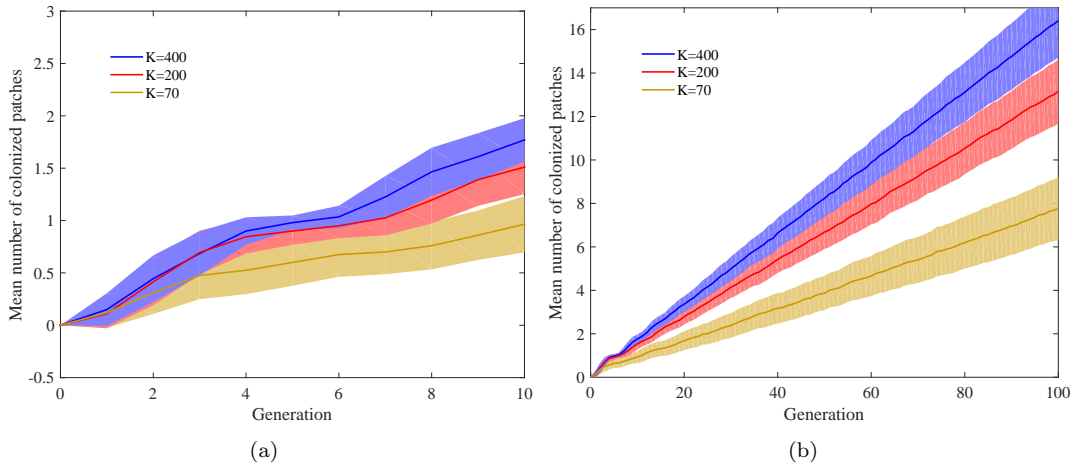 3
2.5
2
1.5
1
0.5
0
-0.5
Mean number of colonized patches
K=400
K=200
K=70
0 2 4 6 8 10
Generation
(a)
16
14
12
10
8
6
4
2
0
Mean number of colonized patches
K=400
K=200
K=70
0 20 40 60 80 100
Generation
(b)